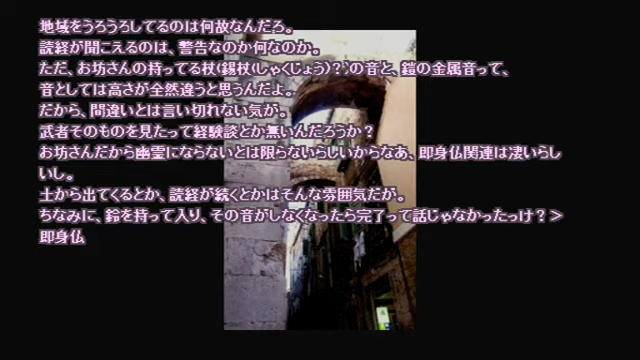 地域をうろうろしてるのは何故なんだろ。
読経が聞こえるのは、警告なのか何なのか。
ただ、お坊さんの持ってる杖(錫杖(しゃくじょう)？)の音と、鎧の金属音って、
音としては高さが全然違うと思うんだよ。
だから、間違いとは言い切れない気が。
武者そのものを見たって経験談とか無いんだろうか？
お坊さんだから幽霊にならないとは限らないらしいからなあ、即身仏関連は凄いらし
いし。
土から出てくるとか、読経が続くとかはそんな雰囲気だが。
ちなみに、鈴を持って入り、その音がしなくなったら完了って話じゃなかったっけ？＞
即身仏